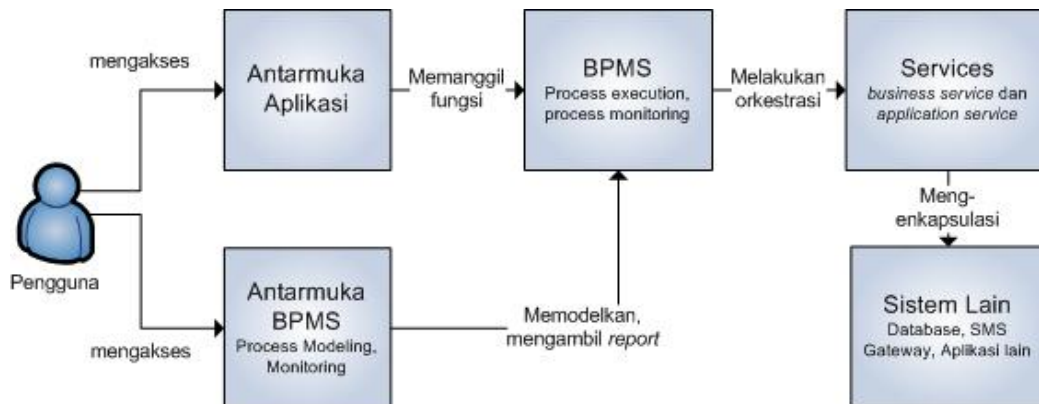 mengakses
Antarmuka
Aplikasi
Memanggil
fungsi
BPMS
Process execution,
process monitoring
Melakukan
orkestrasi
Services
business service dan
application service
Meng-
enkapsulasi
Pengguna
mengakses
Antarmuka
BPMS
Process Modeling,
Monitoring
Memodelkan,
mengambil report
Sistem Lain
Database, SMS
Gateway, Aplikasi lain